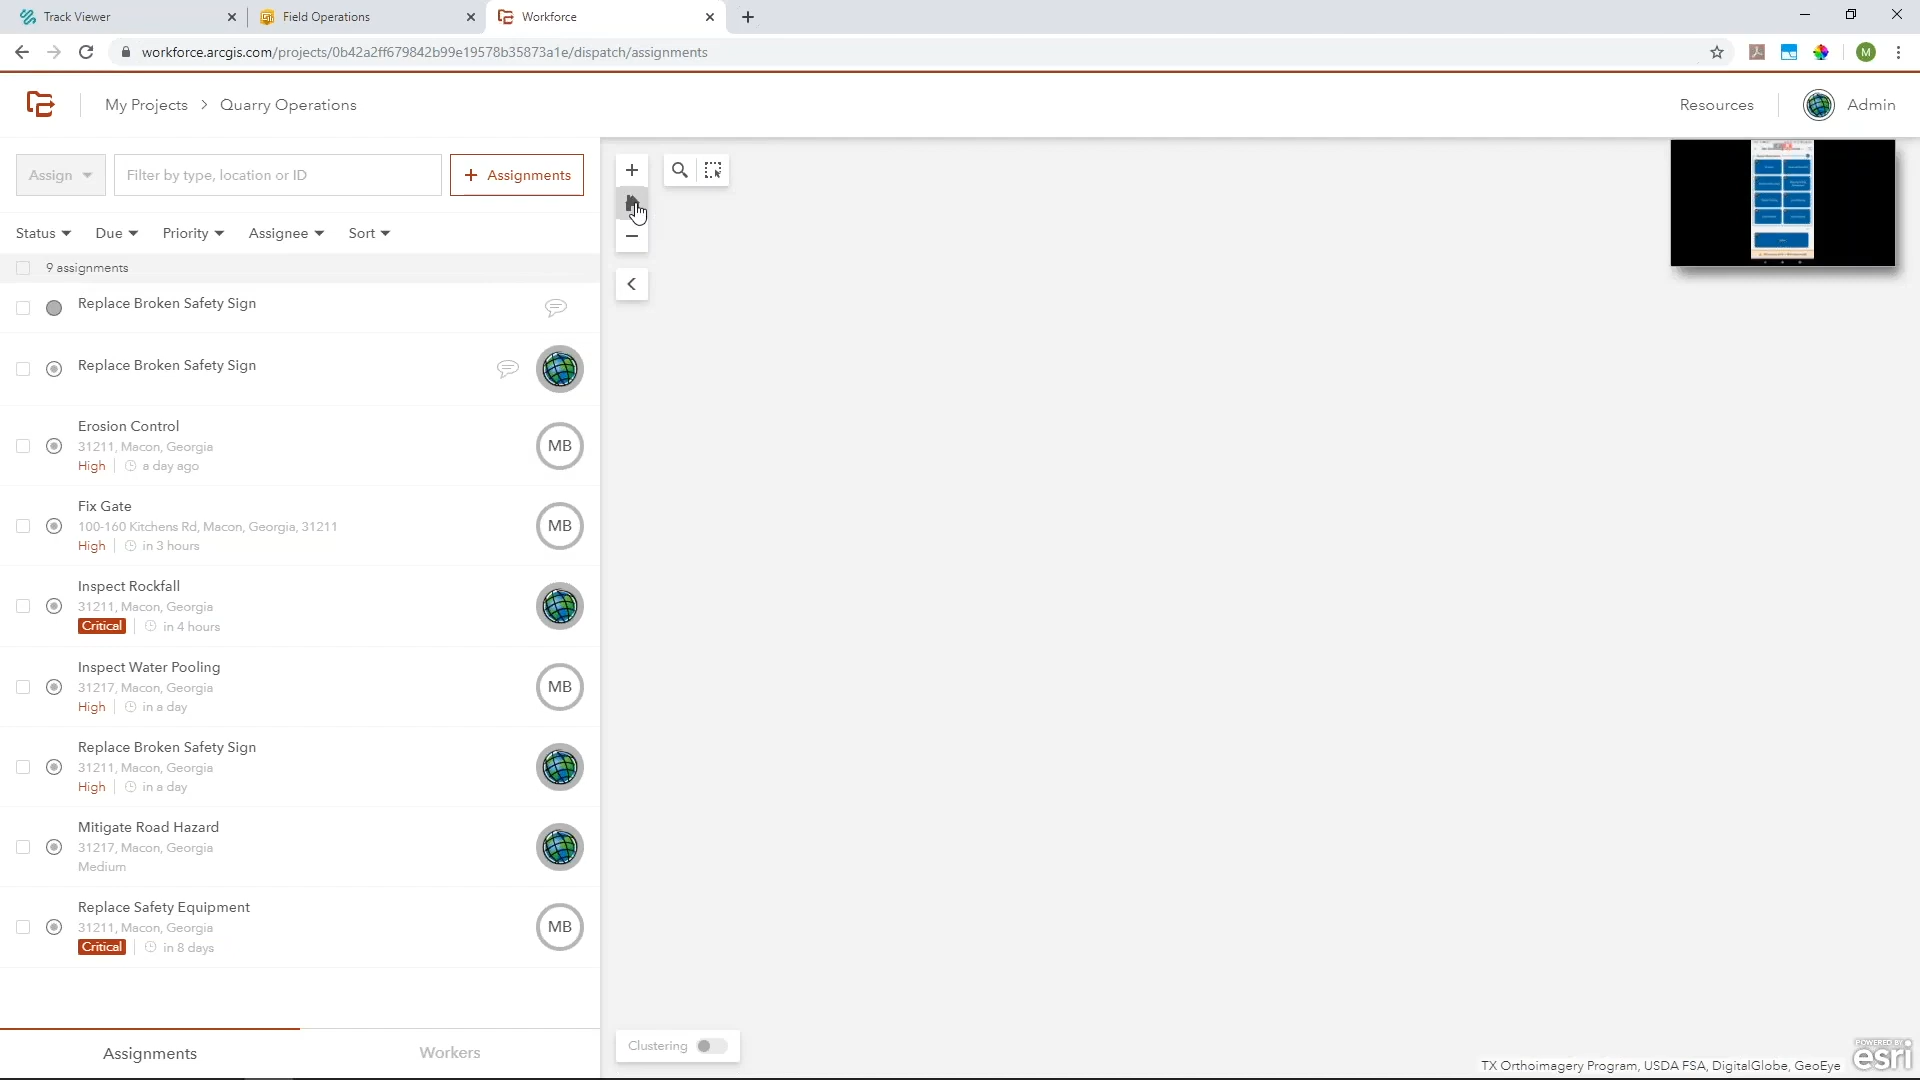 Track Viewer
Field Operations
Workforce
workforce.arcgis.com/projects/0b42a2ff679842b99e19578b35873a1e/dispatch/assignments
M
My Projects > Quarry Operations
Resources
Admin
Assign
Filter by type, location or ID
+ Assignments
Status
Due
Priority
Assignee
Sort
9 assignments
Replace Broken Safety Sign
Replace Broken Safety Sign
Erosion Control
31211, Macon, Georgia
High
a day ago
MB
Fix Gate
100-160 Kitchens Rd, Macon, Georgia, 31211
High
in 3 hours
MB
Inspect Rockfall
31211, Macon, Georgia
Critical
in 4 hours
Inspect Water Pooling
31217, Macon, Georgia
High
in a day
MB
Replace Broken Safety Sign
31211, Macon, Georgia
High
in a day
Mitigate Road Hazard
31217, Macon, Georgia
Medium
Replace Safety Equipment
31211, Macon, Georgia
Critical
in 8 days
MB
Assignments
Workers
Clustering
TX Orthoimagery Program, USDA FSA, DigitalGlobe, GeoEye
POWERED BY
esri